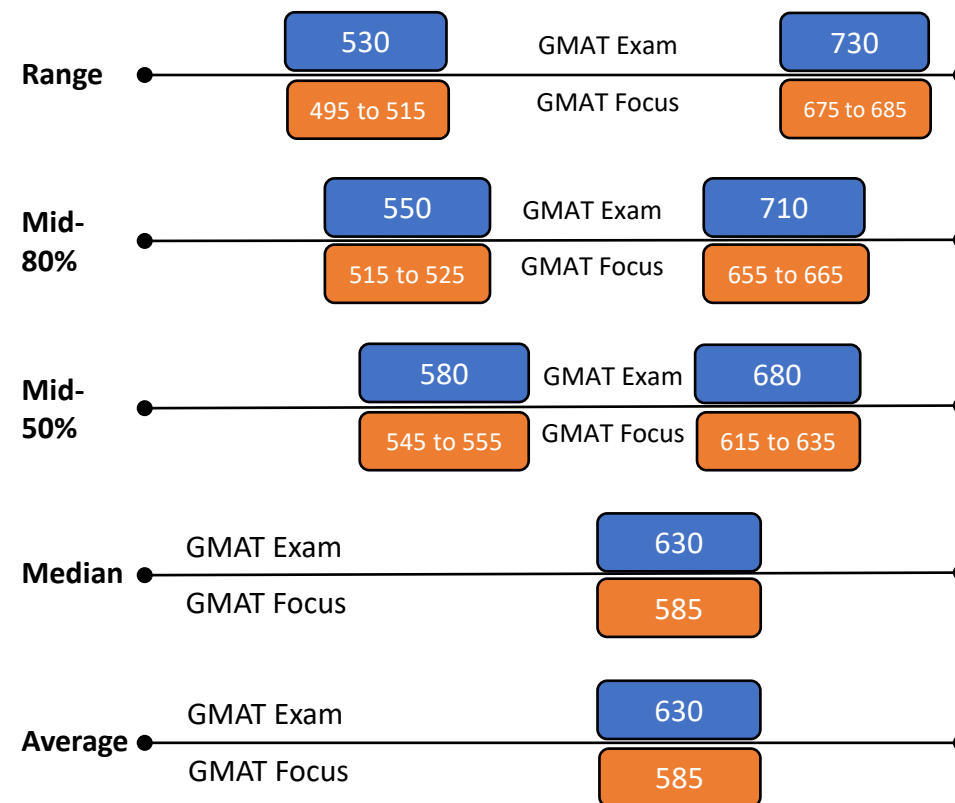 530 GMAT Exam 730
Range
495 to 515 GMAT Focus 675 to 685
550 GMAT Exam 710
Mid-
80%
515 to 525 GMAT Focus 655 to 665
580 GMAT Exam 680
Mid-
50%
545 to 555 GMAT Focus 615 to 635
GMAT Exam 630
Median
GMAT Focus 585
GMAT Exam 630
Average
GMAT Focus 585